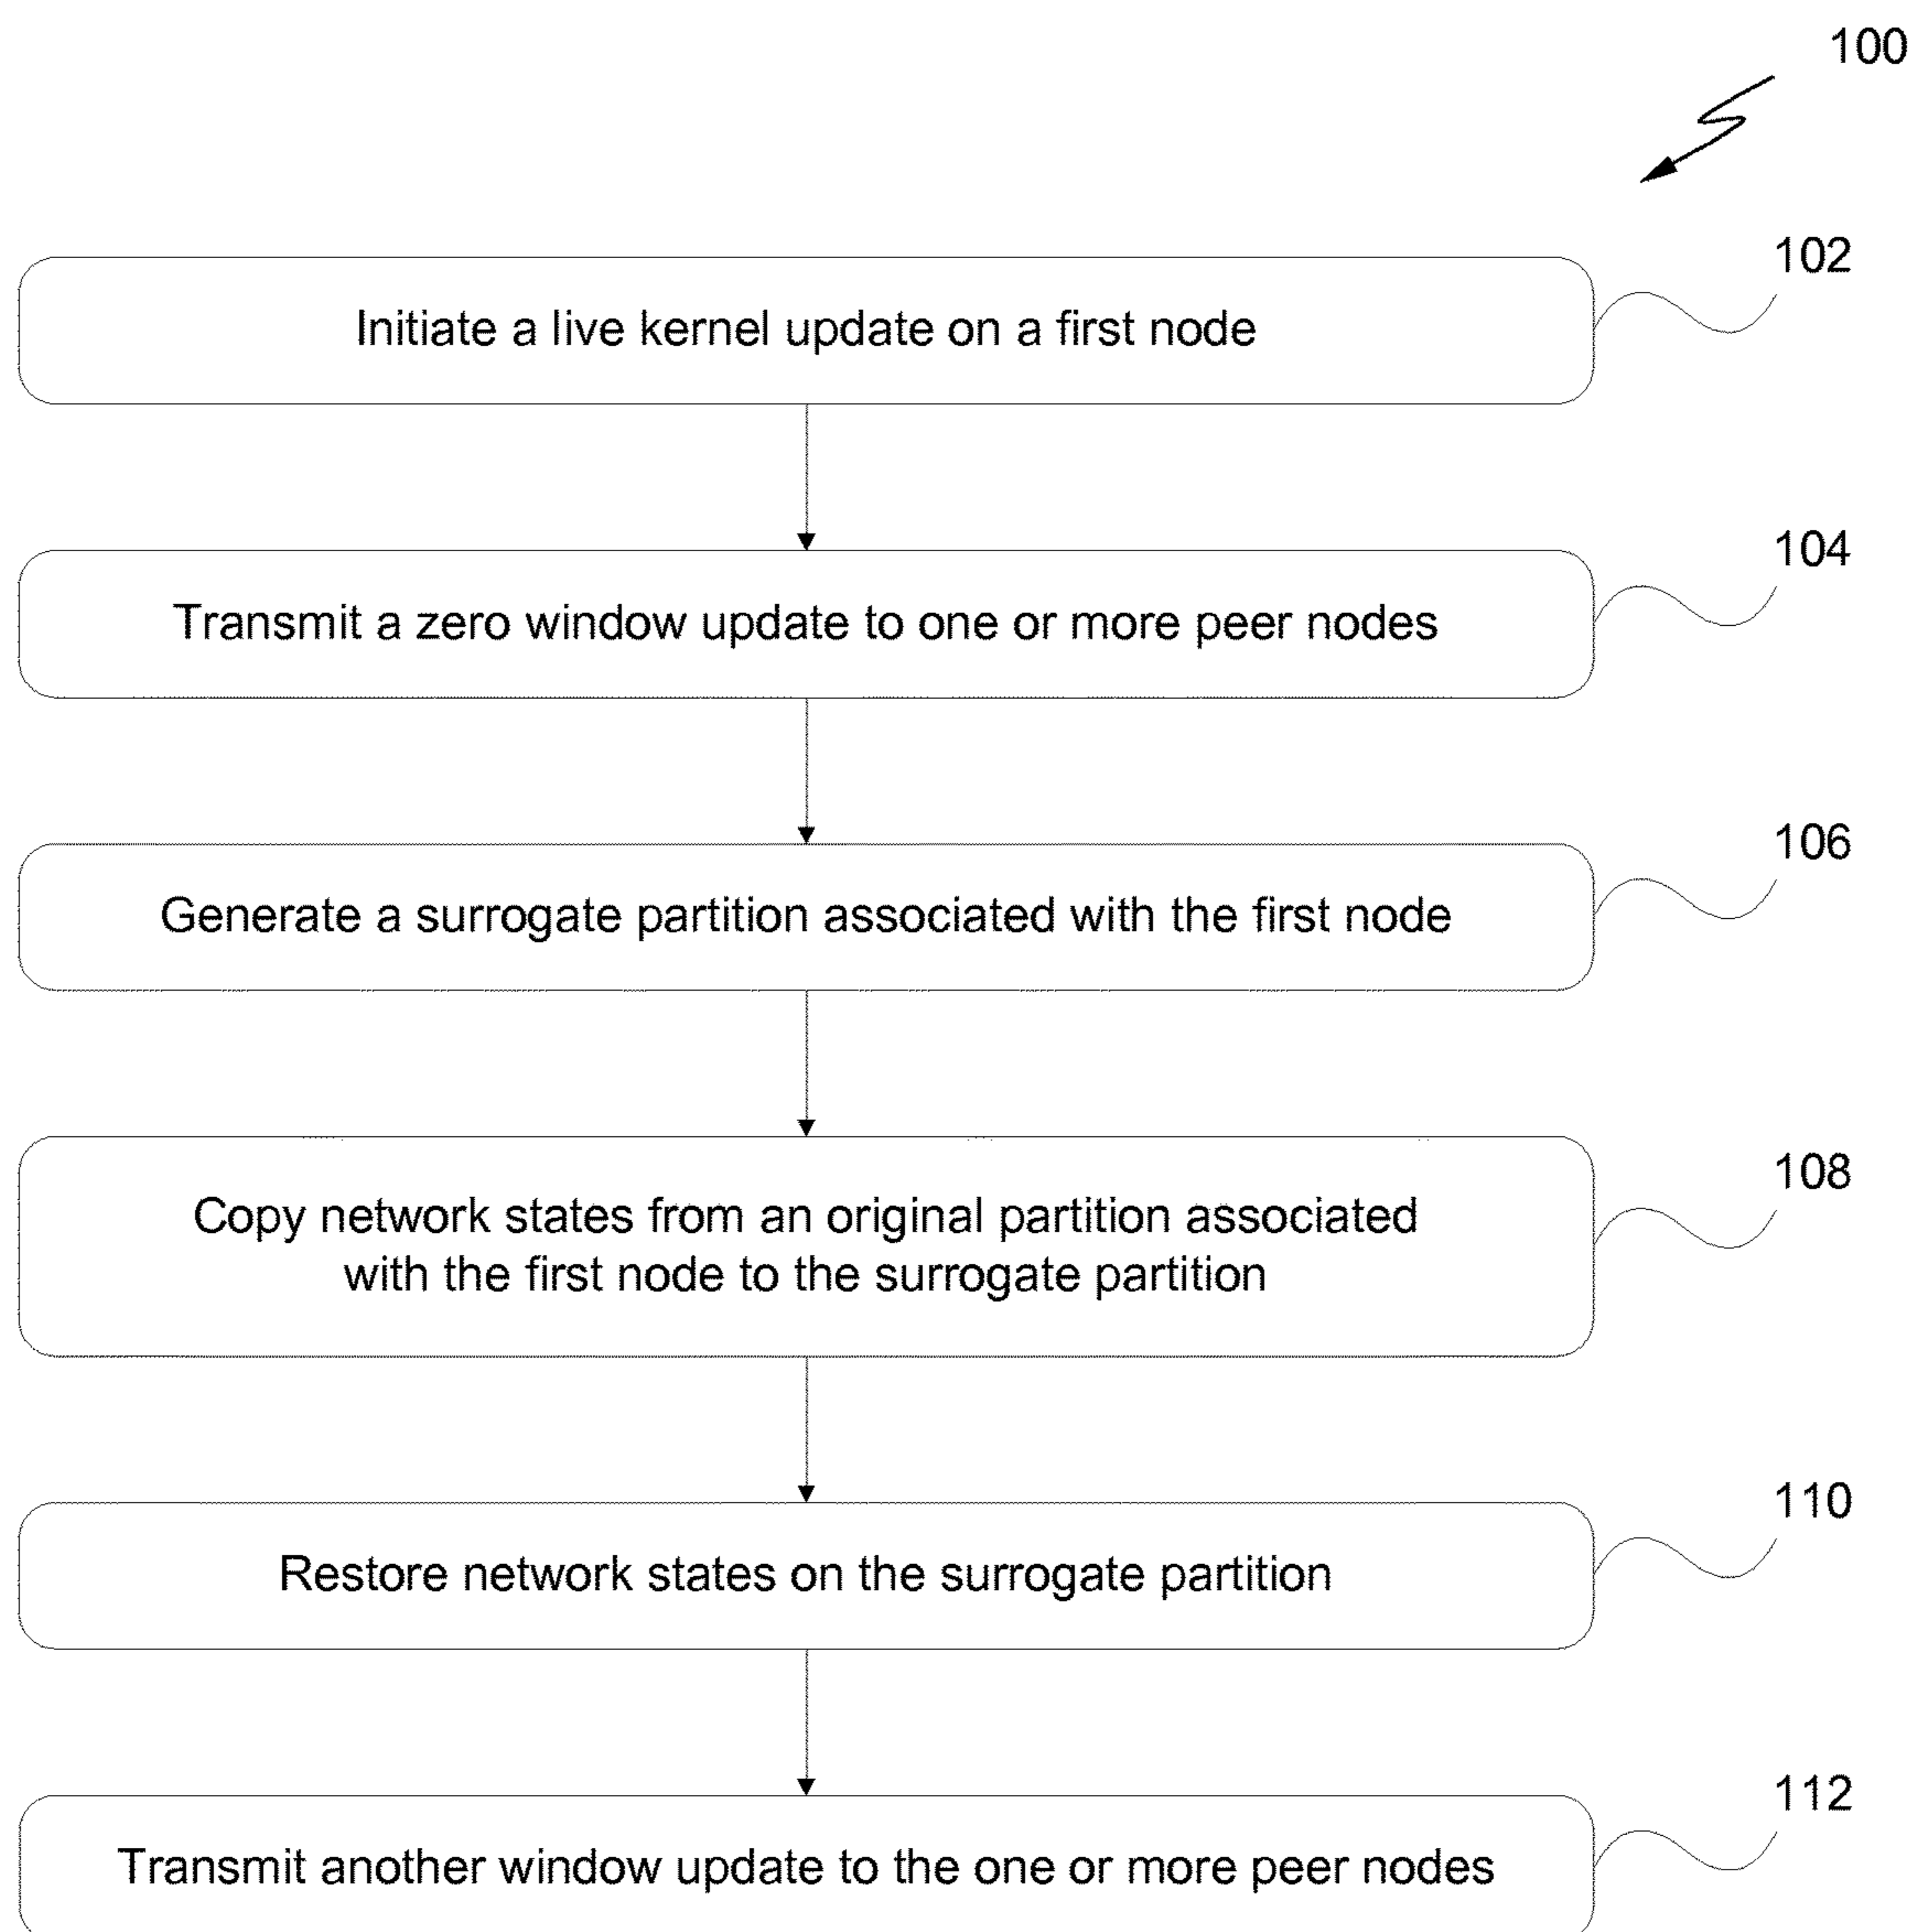 100
102
Initiate a live kernel update on a first node
104
Transmit a zero window update to one or more peer nodes
106
Generate a surrogate partition associated with the first node
108
Copy network states from an original partition associated
with the first node to the surrogate partition
110
Restore network states on the surrogate partition
112
Transmit another window update to the one or more peer nodes